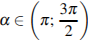 α ∈ (π; 3π/2)